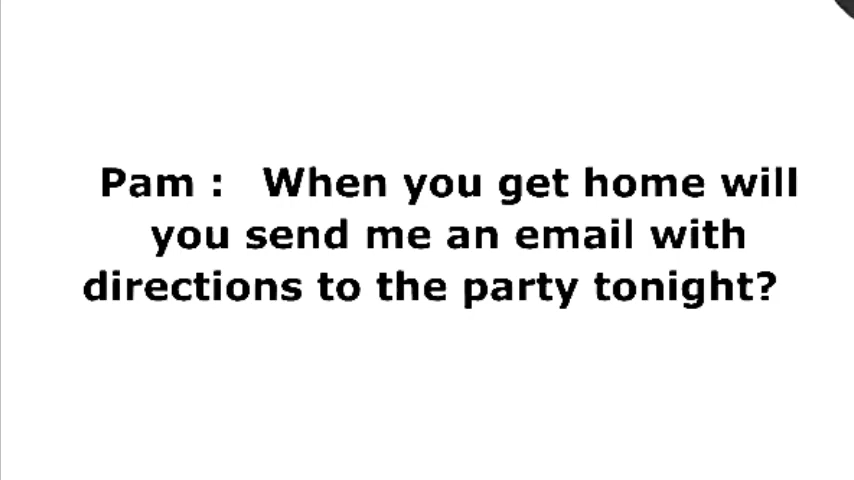 Pam : When you get home will
you send me an email with
directions to the party tonight?